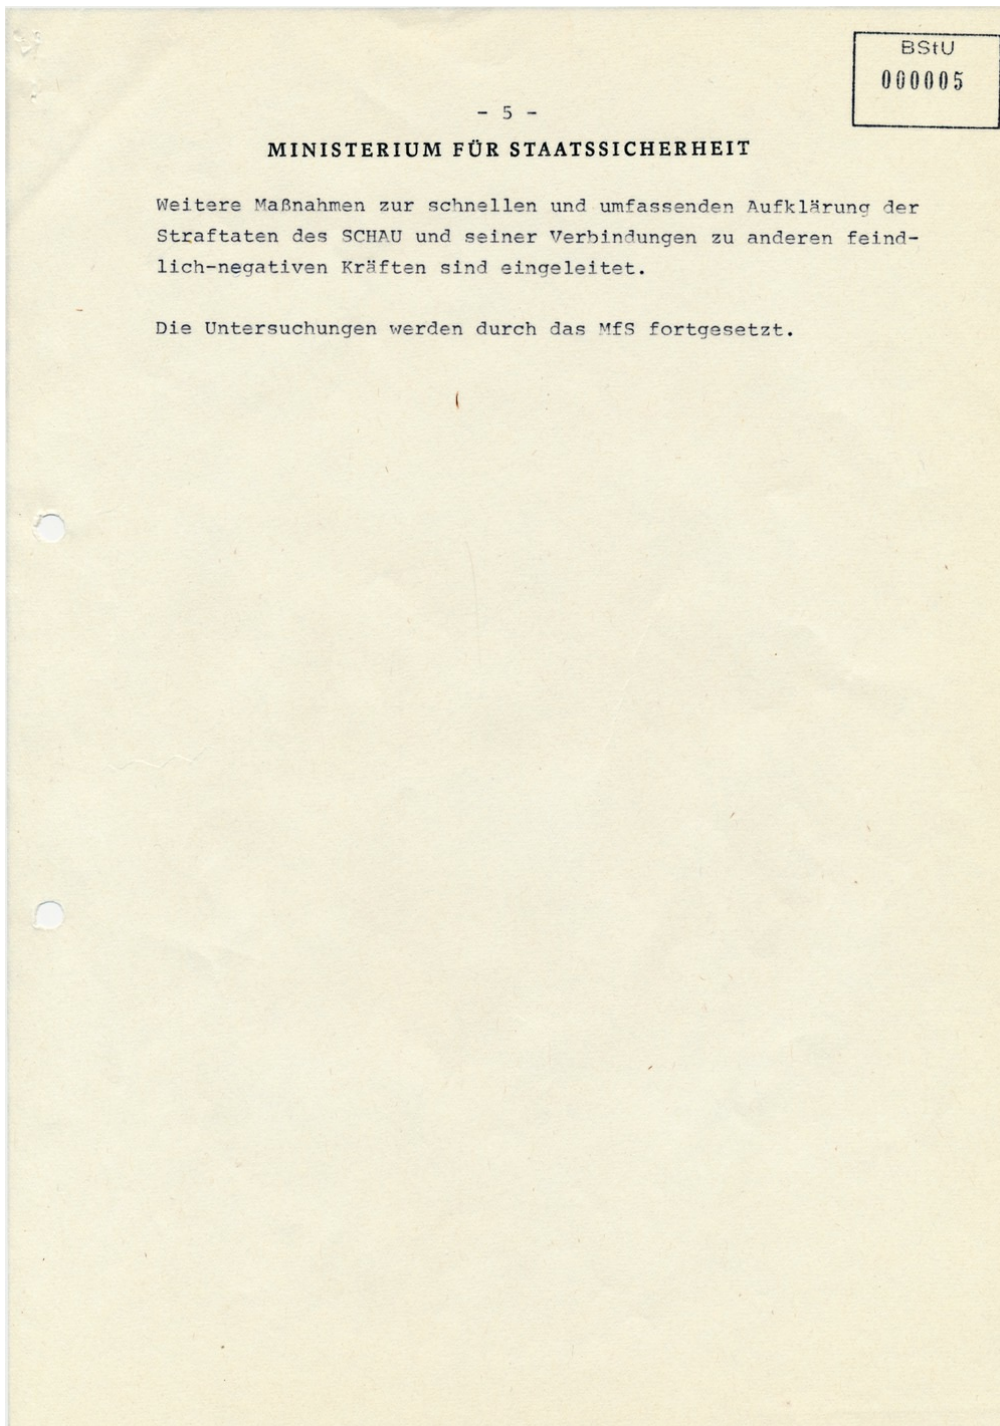 BStU
000005
- 5 -
MINISTERIUM FÜR STAATSSICHERHEIT
Weitere Maßnahmen zur schnellen und umfassenden Aufklärung der
Straftaten des SCHAU und seiner Verbindungen zu anderen feind-
lich-negativen Kräften sind eingeleitet.
Die Untersuchungen werden durch das MfS fortgesetzt.